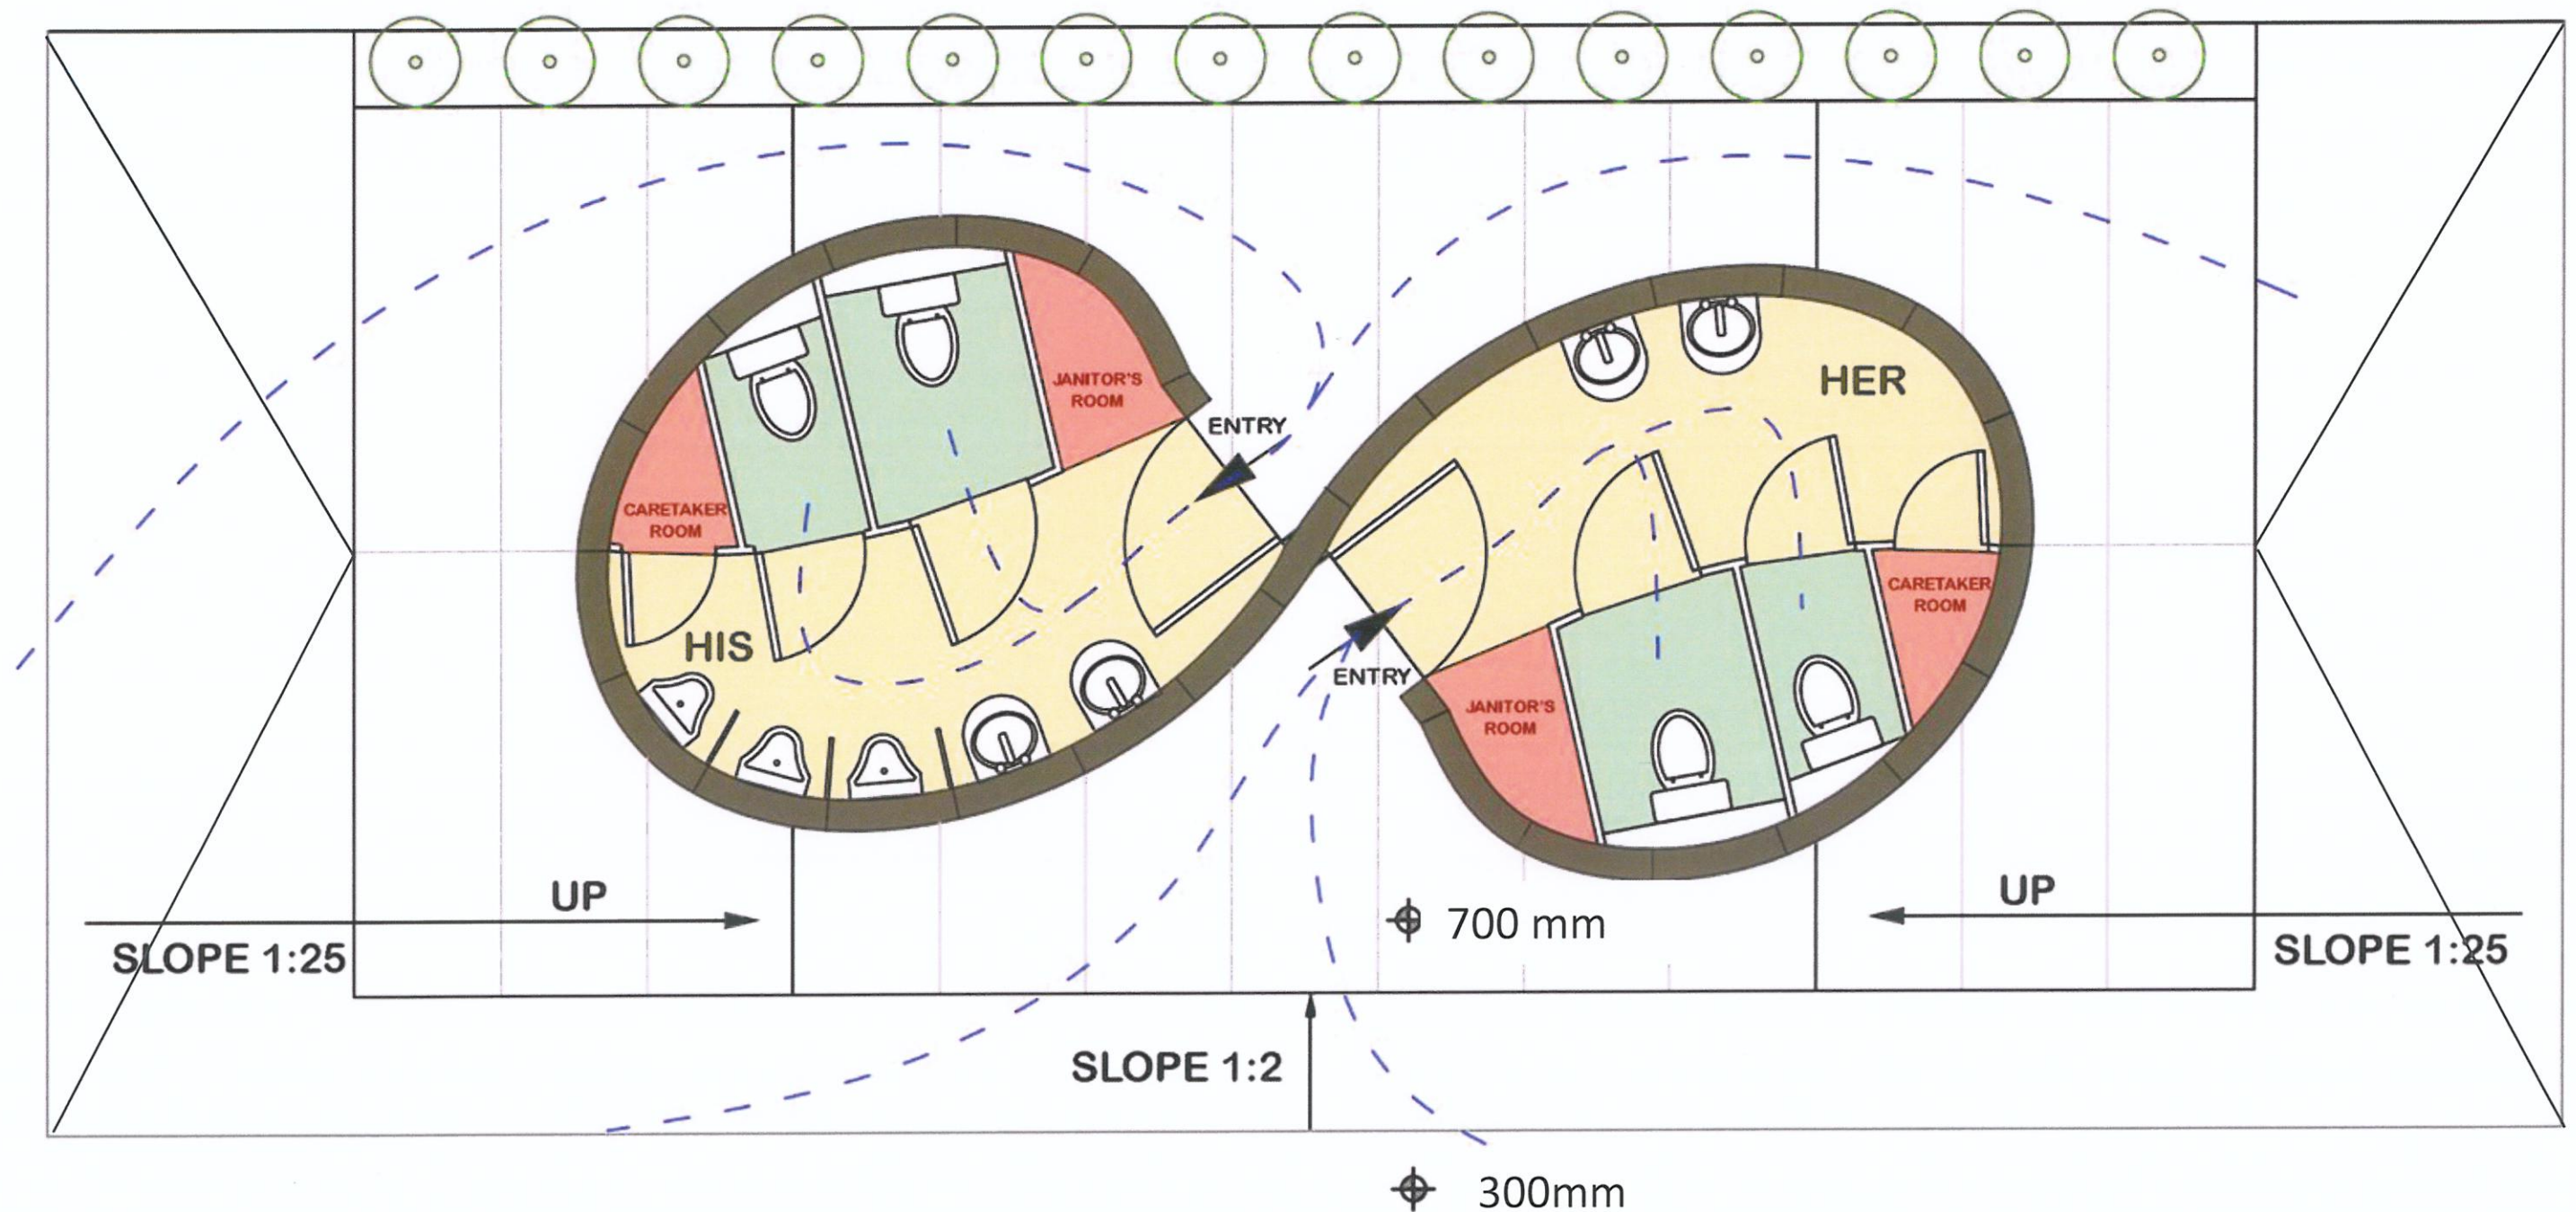 JANITOR'S
ROOM
ENTRY
CARETAKER
ROOM
HIS
HER
CARETAKER
ROOM
ENTRY
JANITOR'S
ROOM
UP
SLOPE 1:25
700 mm
UP
SLOPE 1:25
SLOPE 1:2
300mm